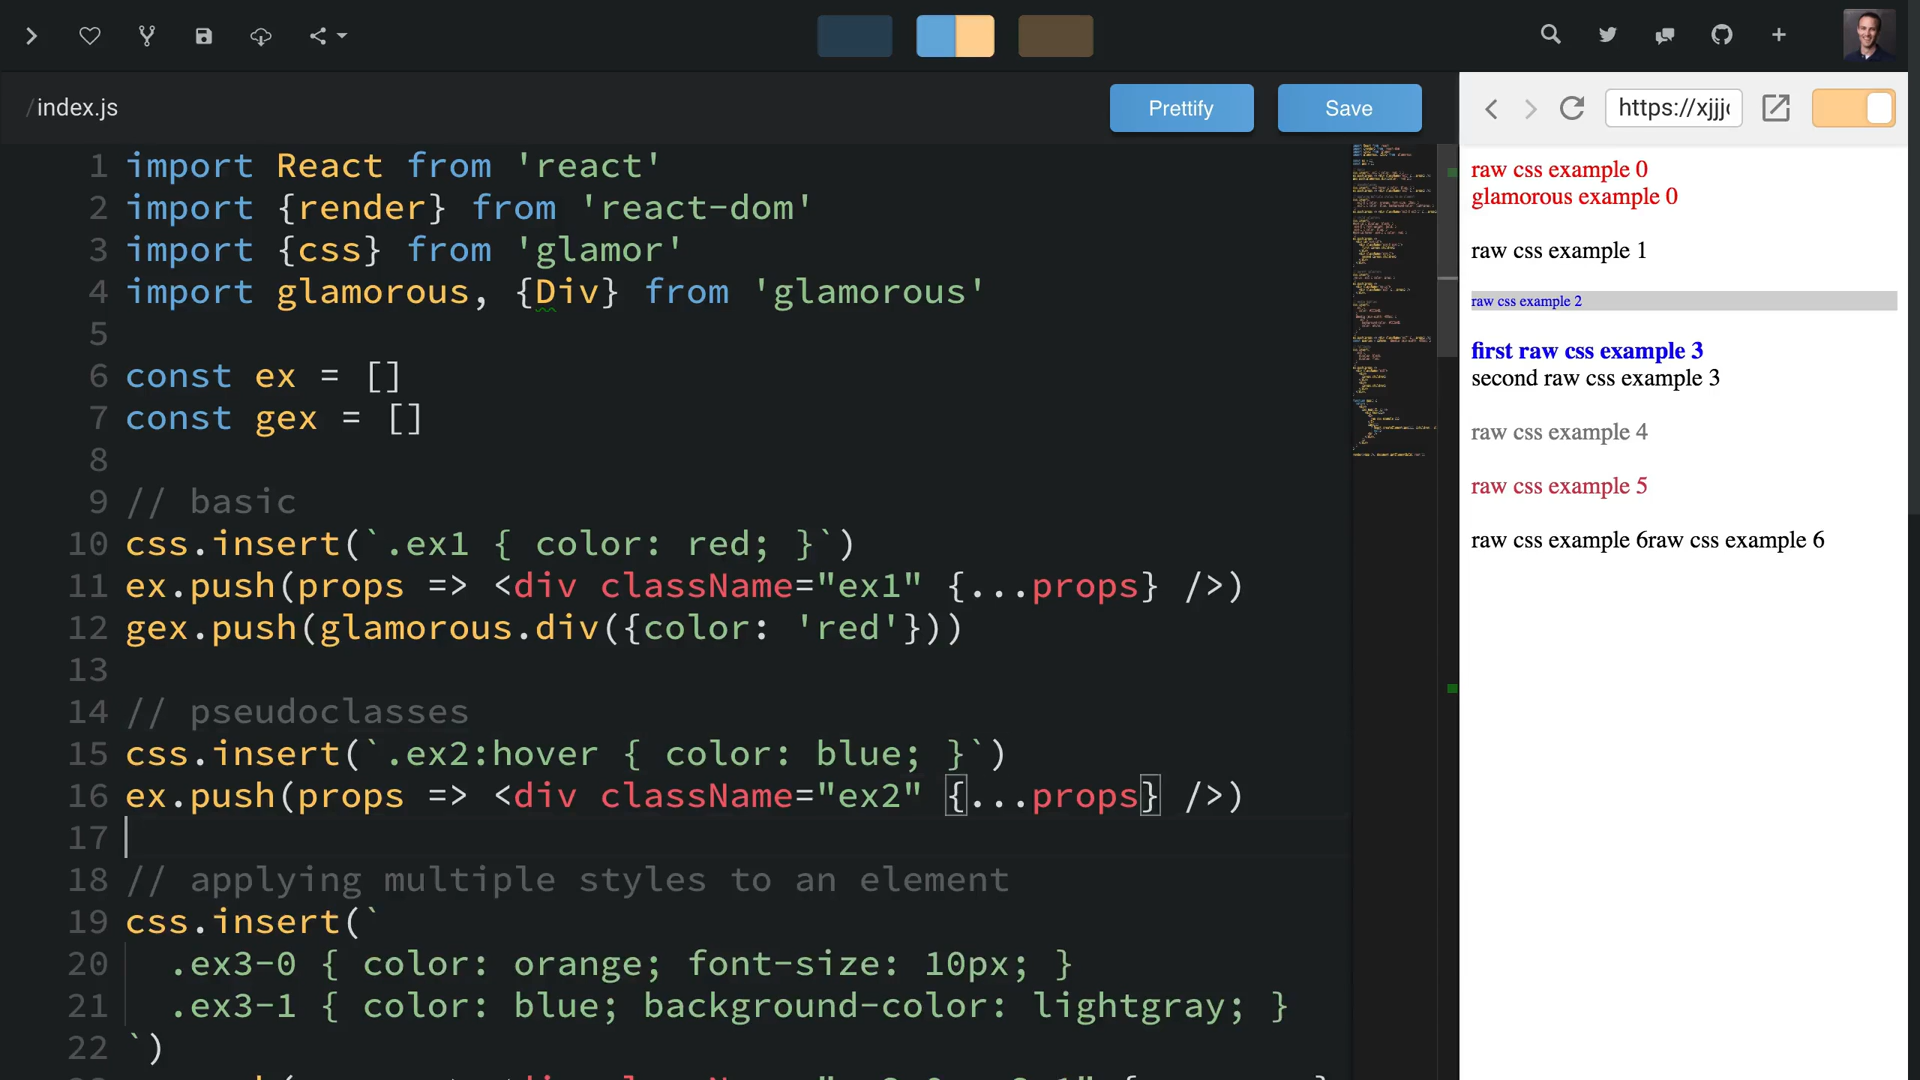 /index.js
Prettify
Save
https://xjjj
1 import React from 'react'
2 import {render} from 'react-dom'
3 import {css} from 'glamor'
4 import glamorous, {Div} from 'glamorous'
5
6 const ex = []
7 const gex = []
8
9 // basic
10 css.insert(`.ex1 { color: red; }`)
11 ex.push(props => <div className="ex1" {...props} />)
12 gex.push(glamorous.div({color: 'red'}))
13
14 // pseudoclasses
15 css.insert(`.ex2:hover { color: blue; }`)
16 ex.push(props => <div className="ex2" {...props} />)
17
18 // applying multiple styles to an element
19 css.insert(`
20 .ex3-0 { color: orange; font-size: 10px; }
21 .ex3-1 { color: blue; background-color: lightgray; }
22 `)
raw css example 0
glamorous example 0
raw css example 1
raw css example 2
first raw css example 3
second raw css example 3
raw css example 4
raw css example 5
raw css example 6raw css example 6